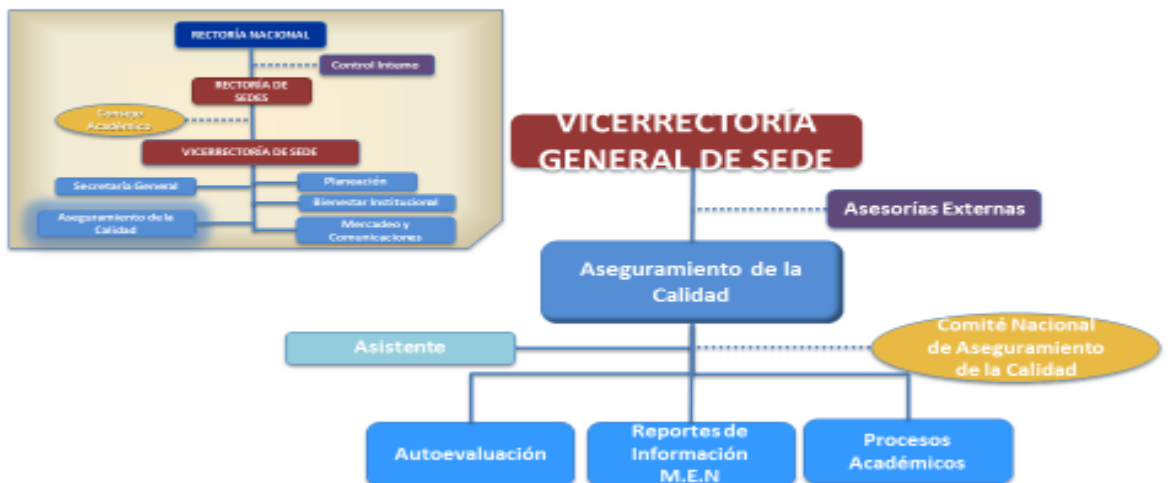 RECTORÍA NACIONAL
Control Interno
RECTORÍA DE
SEDES
Consejo
Académico
VICERRECTORÍA DE SEDE
Secretaría General
Planeación
Bienestar Institucional
Aseguramiento de la
Calidad
Mercadeo y
Comunicaciones
VICERRECTORÍA
GENERAL DE SEDE
Asesorías Externas
Aseguramiento de la
Calidad
Asistente
Comité Nacional
de Aseguramiento
de la Calidad
Autoevaluación
Reportes de
Información
M.E.N
Procesos
Académicos